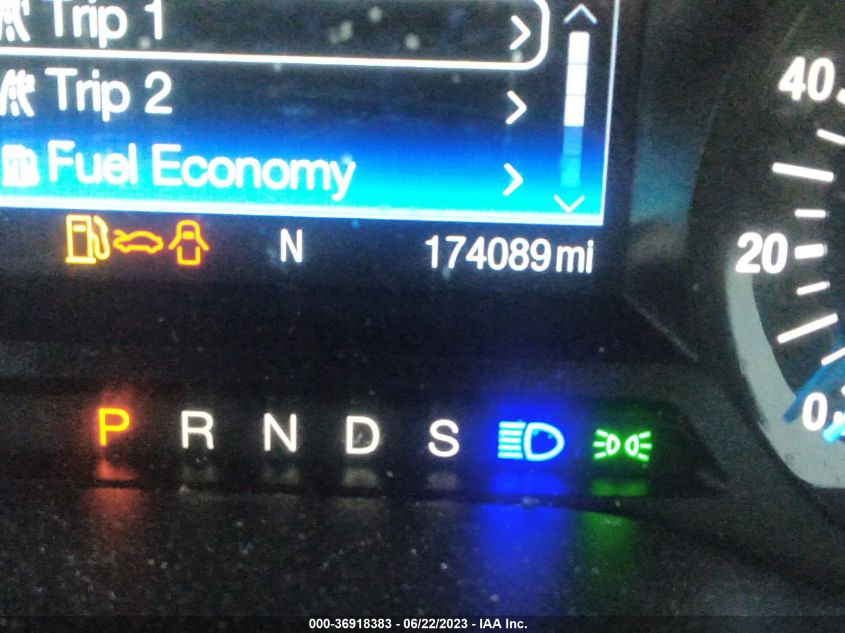 Trip 1
40
Trip 2
Fuel Economy
N
174089 mi
20
P R N D S
0
000-36918383 - 06/22/2023 - IAA Inc.